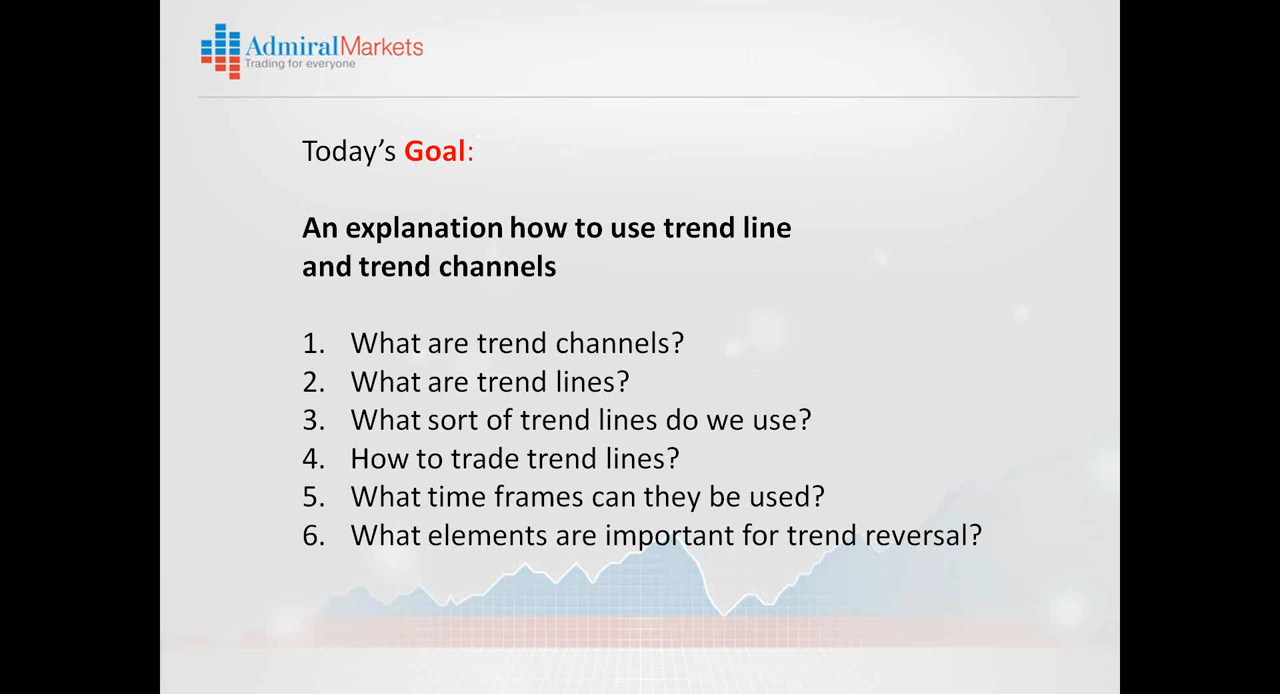 AdmiralMarkets
Trading for everyone
Today’s Goal:
An explanation how to use trend line
and trend channels
1. What are trend channels?
2. What are trend lines?
3. What sort of trend lines do we use?
4. How to trade trend lines?
5. What time frames can they be used?
6. What elements are important for trend reversal?